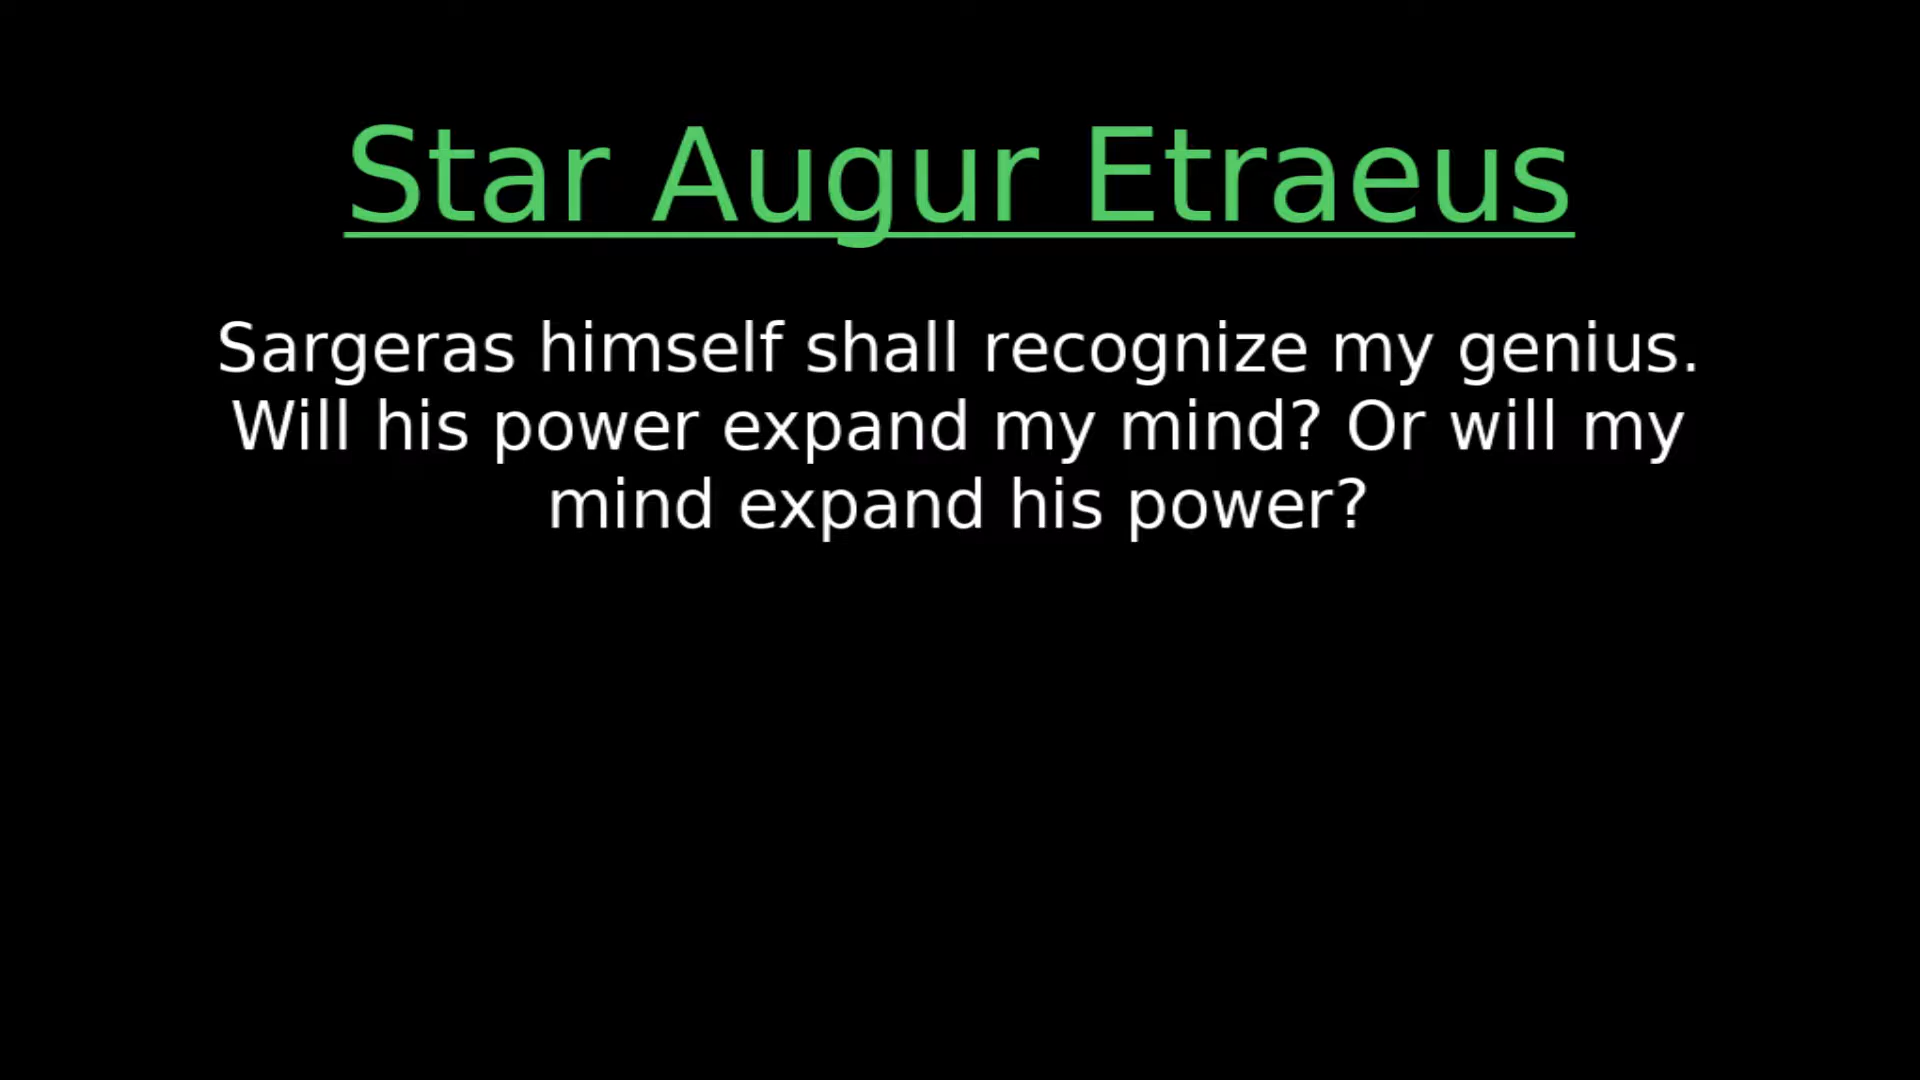 Star Augur Etraeus
Sargeras himself shall recognize my genius.
Will his power expand my mind? Or will my
mind expand his power?